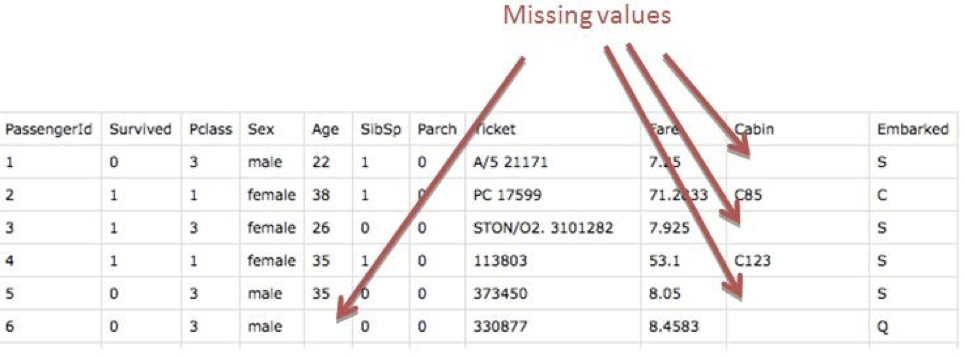 Missing values
PassengerId Survived Pclass Sex Age SibSp Parch Ticket Fare Cabin Embarked
1 0 3 male 22 1 0 A/5 21171 7.25 S
2 1 1 female 38 1 0 PC 17599 71.2833 C85 C
3 1 3 female 26 0 0 STON/O2. 3101282 7.925 S
4 1 1 female 35 1 0 113803 53.1 C123 S
5 0 3 male 35 0 0 373450 8.05 S
6 0 3 male 0 0 330877 8.4583 Q